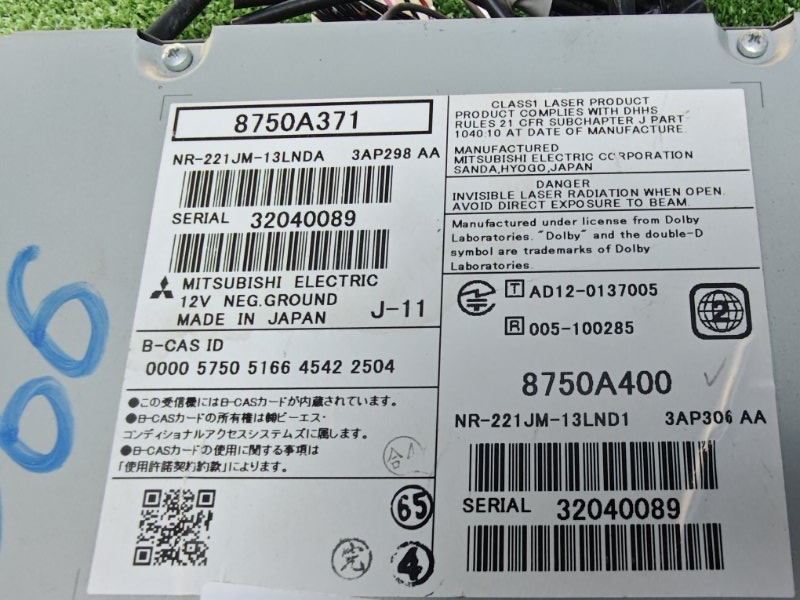 8750A371
NR-221JM-13LNDA 3AP298 AA
SERIAL 32040089
MITSUBISHI ELECTRIC
12V NEG.GROUND
MADE IN JAPAN J-11
B-CAS ID
0000 5750 5166 4542 2504
●この受信機にはB-CASカードが内蔵されています。
●B-CASカードの所有権は㈱ビーエス・
コンディショナルアクセスシステムズに属します。
●B-CASカードの使用に関する事項は
「使用許諾契約約款」によります。
合
65
完
4
CLASS1 LASER PRODUCT
PRODUCT COMPLIES WITH DHHS
RULES 21 CFR SUBCHAPTER J PART
1040:10 AT DATE OF MANUFACTURE.
MANUFACTURED
MITSUBISHI ELECTRIC CORPORATION
SANDA,HYOGO,JAPAN
DANGER
INVISIBLE LASER RADIATION WHEN OPEN.
AVOID DIRECT EXPOSURE TO BEAM.
Manufactured under license from Dolby
Laboratories. "Dolby" and the double-D
symbol are trademarks of Dolby
Laboratories.
T AD12-0137005
R 005-100285
2
8750A400
NR-221JM-13LND1 3AP306 AA
SERIAL 32040089